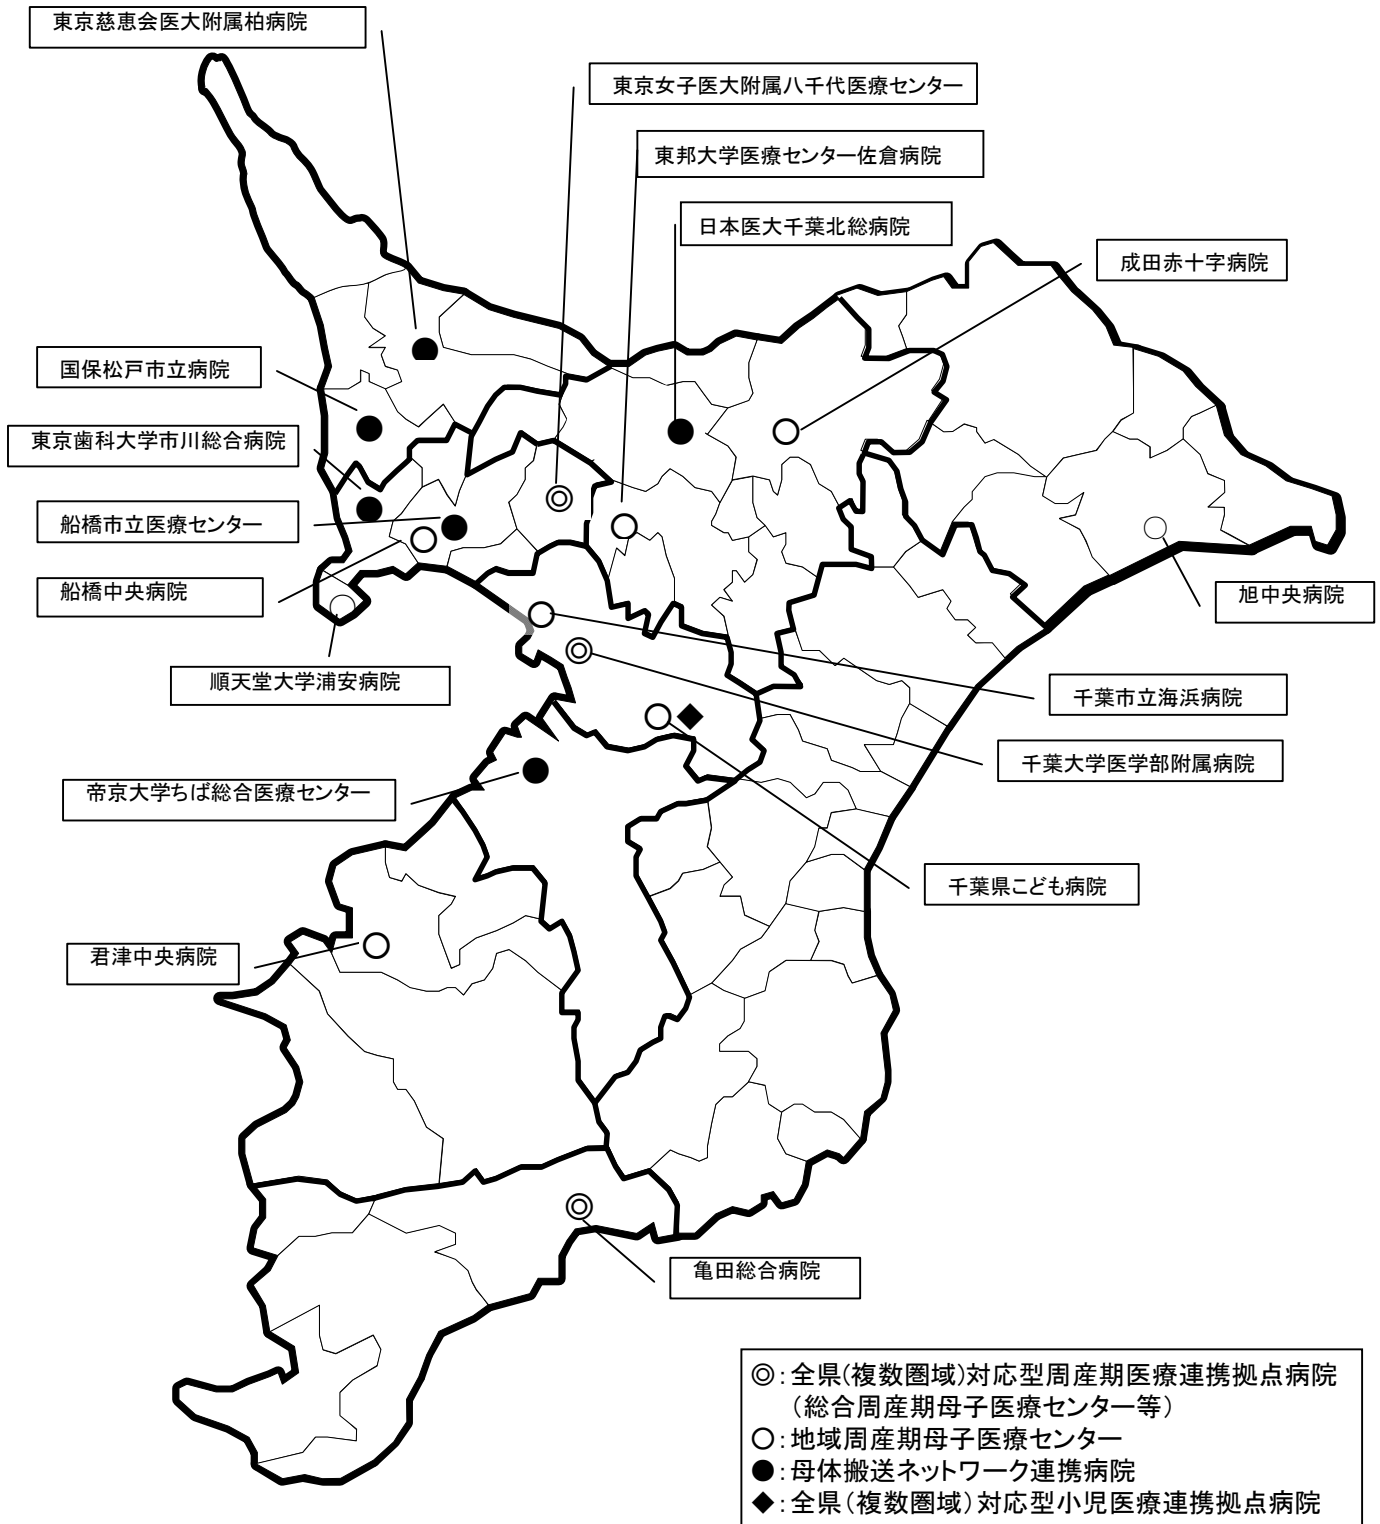 東京慈恵会医大附属柏病院
東京女子医大附属八千代医療センター
東邦大学医療センター佐倉病院
日本医大千葉北総病院
成田赤十字病院
国保松戸市立病院
東京歯科大学市川総合病院
船橋市立医療センター
船橋中央病院
旭中央病院
順天堂大学浦安病院
千葉市立海浜病院
千葉大学医学部附属病院
帝京大学ちば総合医療センター
千葉県こども病院
君津中央病院
亀田総合病院
◎:全県(複数圏域)対応型周産期医療連携拠点病院
(総合周産期母子医療センター等)
○:地域周産期母子医療センター
●:母体搬送ネットワーク連携病院
◆:全県(複数圏域)対応型小児医療連携拠点病院